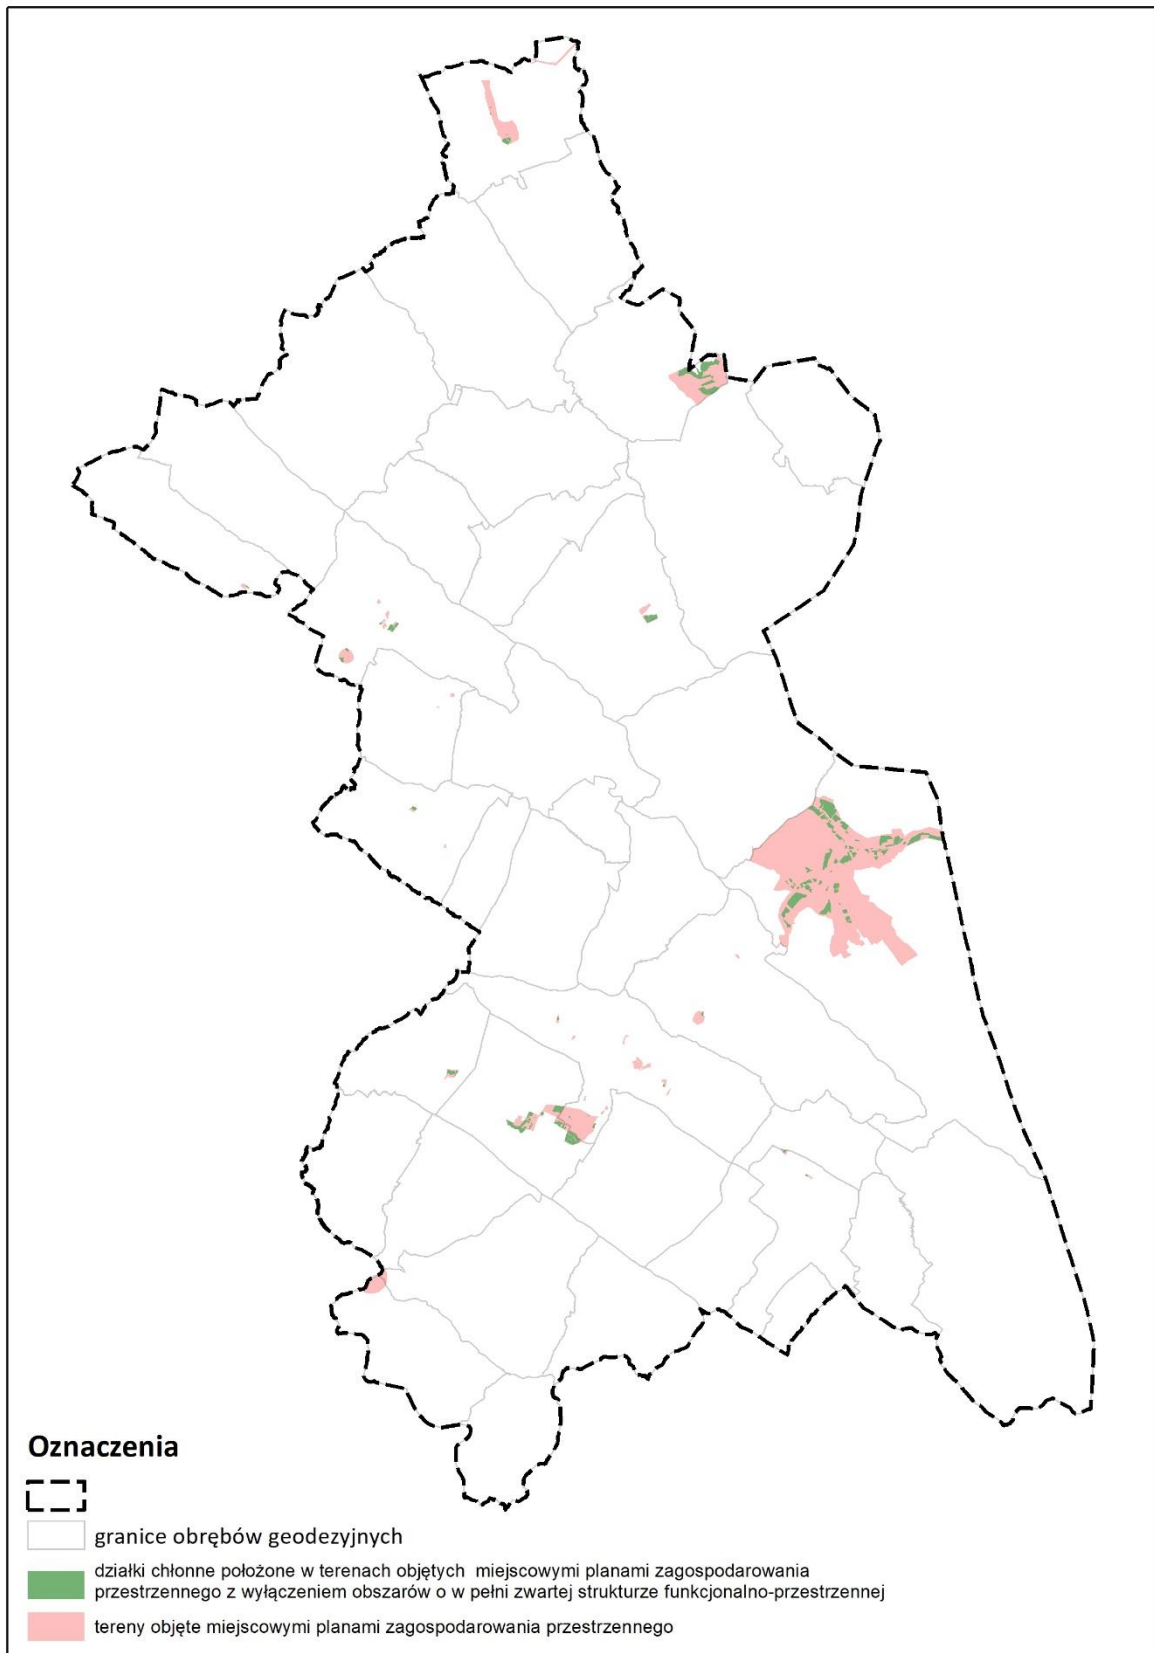 Oznaczenia
granice obrębów geodezyjnych
działki chłonne położone w terenach objętych miejscowymi planami zagospodarowania
przestrzennego z wyłączeniem obszarów o w pełni zwartej strukturze funkcjonalno-przestrzennej
tereny objęte miejscowymi planami zagospodarowania przestrzennego